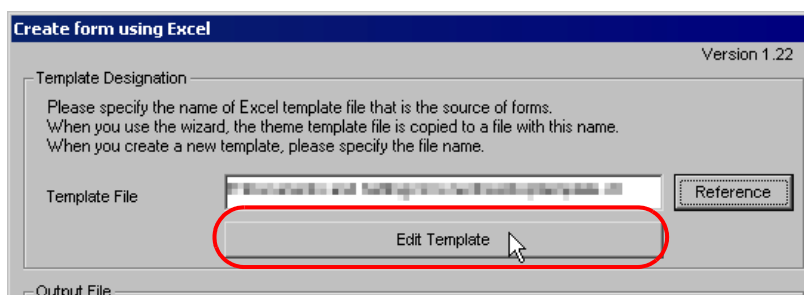 Create form using Excel
Version 1.22
Template Designation
Please specify the name of Excel template file that is the source of forms.
When you use the wizard, the theme template file is copied to a file with this name.
When you create a new template, please specify the file name.
Template File
Reference
Edit Template
Output File